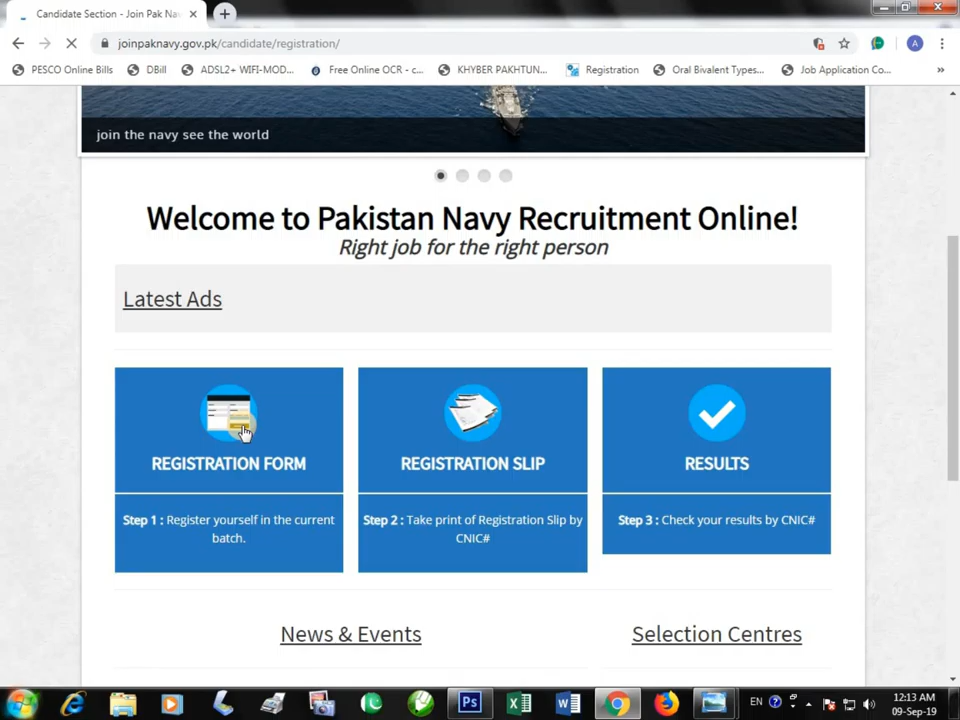 Candidate Section - Join Pak Nav
joinpaknavy.gov.pk/candidate/registration/
A
PESCO Online Bills
DBill
ADSL2+ WIFI-MOD...
Free Online OCR - c...
KHYBER PAKHTUN...
Registration
Oral Bivalent Types...
Job Application Co...
»
join the navy see the world
Welcome to Pakistan Navy Recruitment Online!
Right job for the right person
Latest Ads
REGISTRATION FORM
Step 1 : Register yourself in the current
batch.
REGISTRATION SLIP
Step 2 : Take print of Registration Slip by
CNIC#
RESULTS
Step 3 : Check your results by CNIC#
News & Events
Selection Centres
Ps
EN
12:13 AM
09-Sep-19